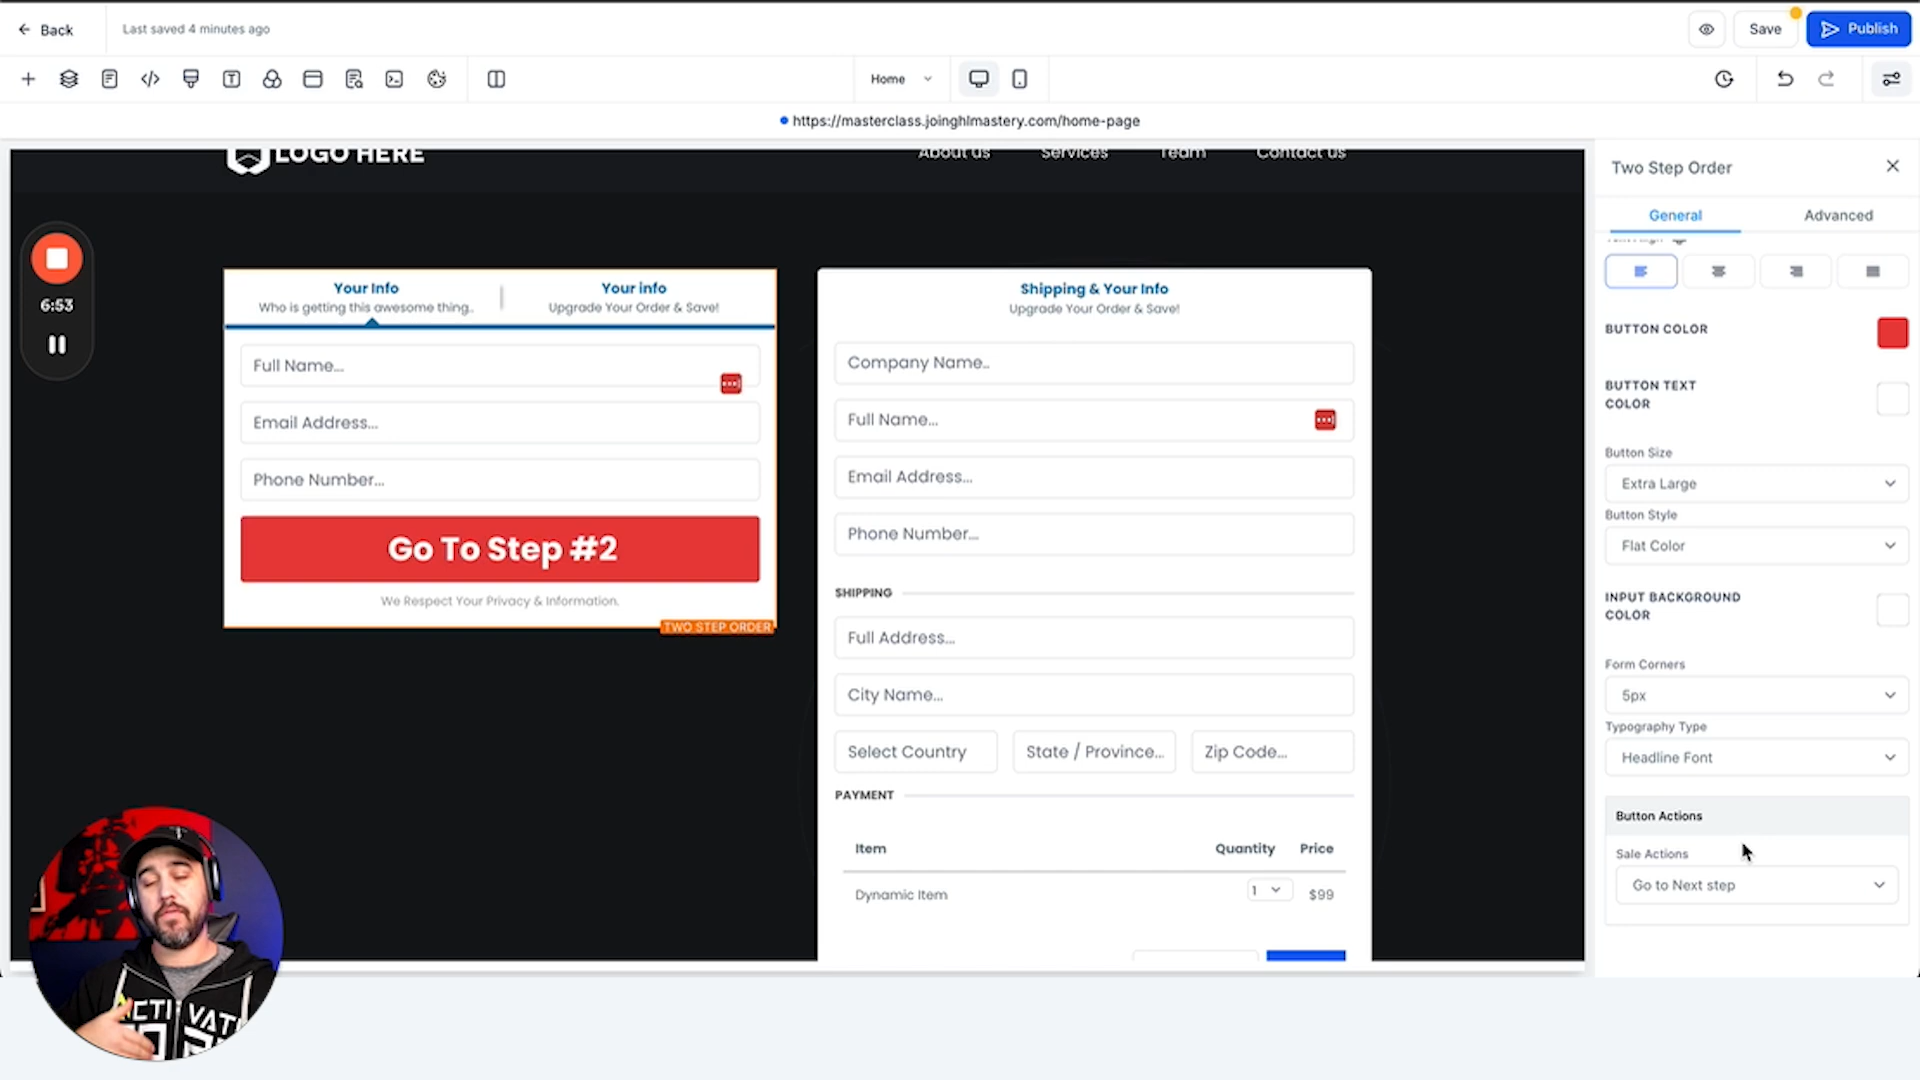 Back
Last saved 4 minutes ago
Save
Publish
Home
https://masterclass.joinghlmastery.com/home-page
LOGO HERE
About us
Services
Team
Contact us
6:53
Your Info
Who is getting this awesome thing..
Your info
Upgrade Your Order & Save!
Full Name...
Email Address...
Phone Number...
Go To Step #2
We Respect Your Privacy & Information.
TWO STEP ORDER
Shipping & Your Info
Upgrade Your Order & Save!
Company Name..
Full Name...
Email Address...
Phone Number...
SHIPPING
Full Address...
City Name...
Select Country
State / Province...
Zip Code...
PAYMENT
Item
Quantity
Price
Dynamic Item
1
$99
Two Step Order
General
Advanced
BUTTON COLOR
BUTTON TEXT
COLOR
Button Size
Extra Large
Button Style
Flat Color
INPUT BACKGROUND
COLOR
Form Corners
5px
Typography Type
Headline Font
Button Actions
Sale Actions
Go to Next step